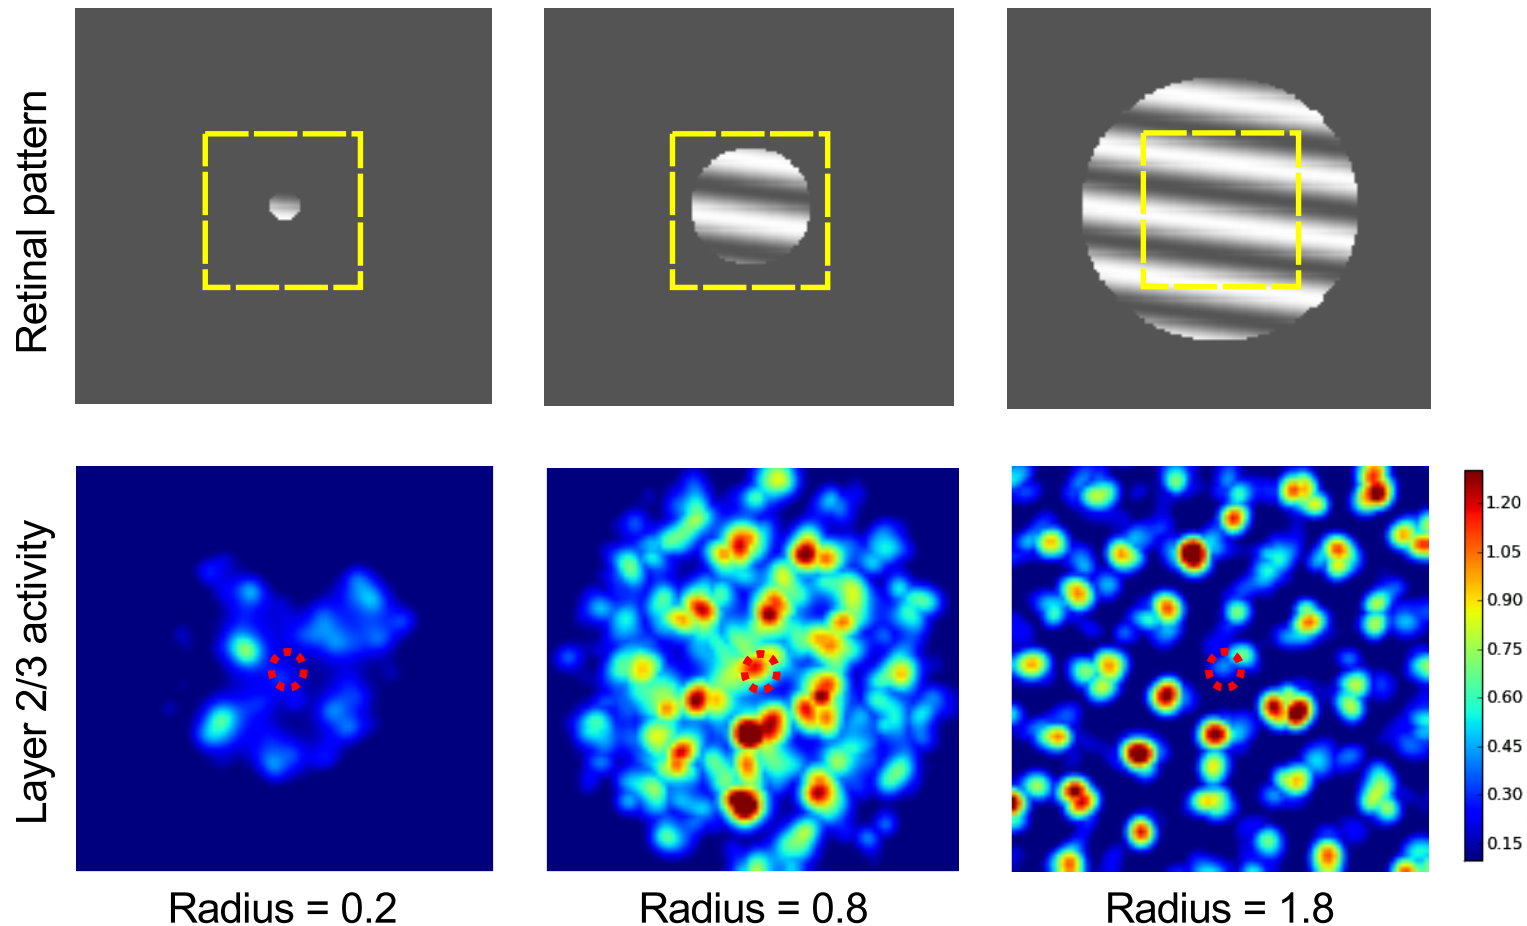 Retinal pattern
Layer 2/3 activity
1.20
1.05
0.90
0.75
0.60
0.45
0.30
0.15
Radius = 0.2
Radius = 0.8
Radius = 1.8